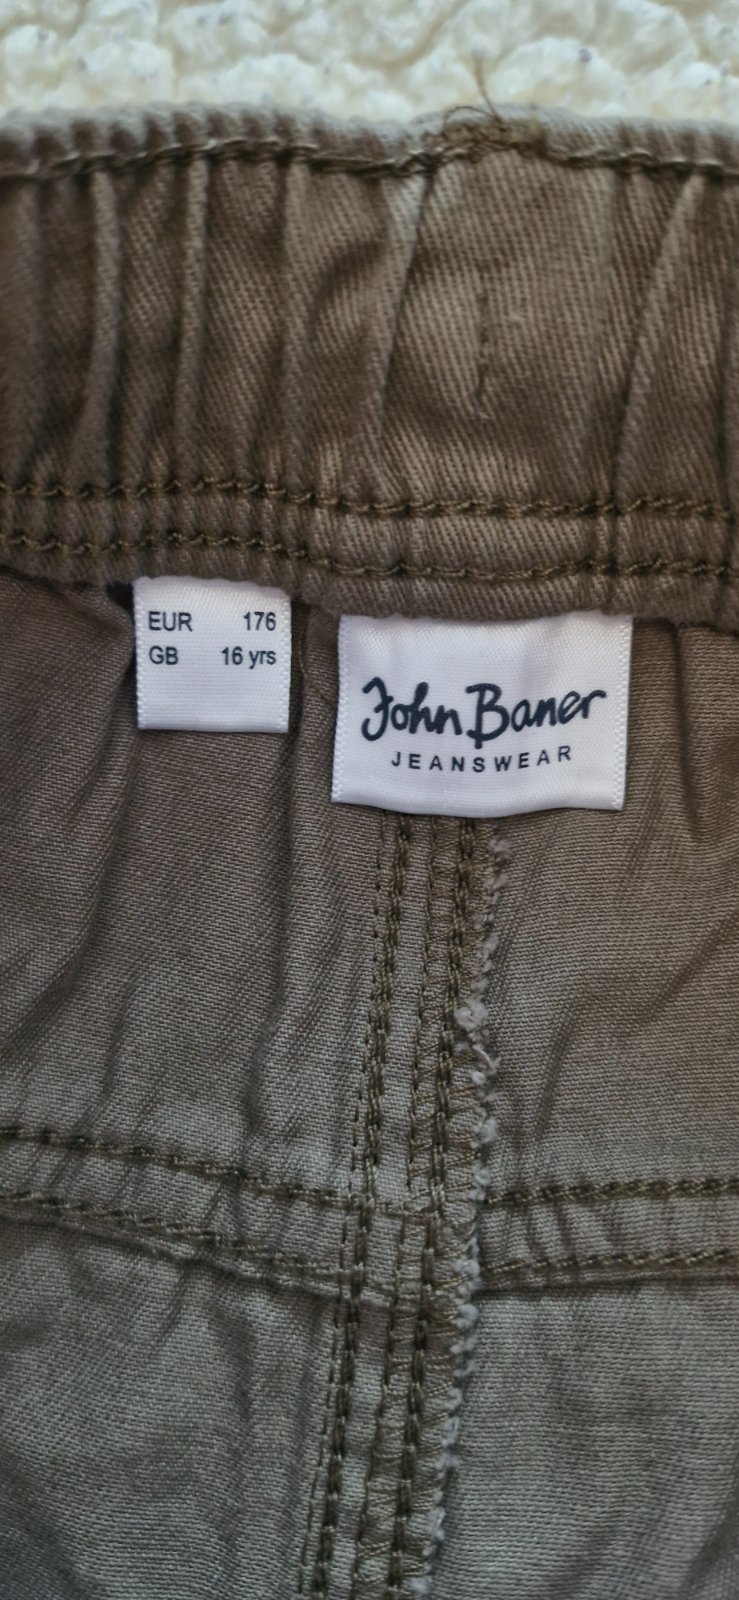 EUR 176
GB 16 yrs
John Baner
JEANSWEAR